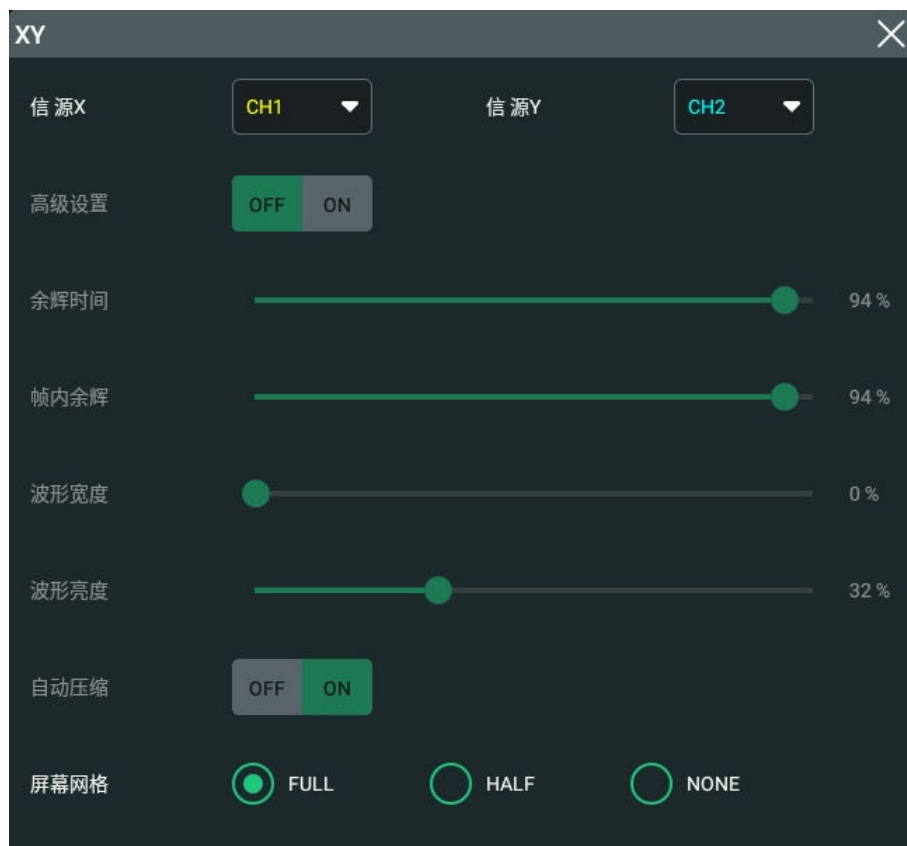 XY
信源X CH1 信源Y CH2
高级设置 OFF ON
余辉时间 94%
帧内余辉 94%
波形宽度 0%
波形亮度 32%
自动压缩 OFF ON
屏幕网格 FULL HALF NONE